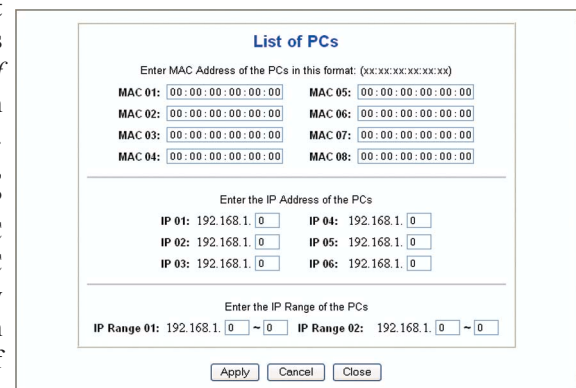 List of PCs
Enter MAC Address of the PCs in this format: (xx:xx:xx:xx:xx:xx)
MAC 01: 00:00:00:00:00:00 MAC 05: 00:00:00:00:00:00
MAC 02: 00:00:00:00:00:00 MAC 06: 00:00:00:00:00:00
MAC 03: 00:00:00:00:00:00 MAC 07: 00:00:00:00:00:00
MAC 04: 00:00:00:00:00:00 MAC 08: 00:00:00:00:00:00
Enter the IP Address of the PCs
IP 01: 192.168.1. 0 IP 04: 192.168.1. 0
IP 02: 192.168.1. 0 IP 05: 192.168.1. 0
IP 03: 192.168.1. 0 IP 06: 192.168.1. 0
Enter the IP Range of the PCs
IP Range 01: 192.168.1. 0 ~ 0 IP Range 02: 192.168.1. 0 ~ 0
Apply Cancel Close